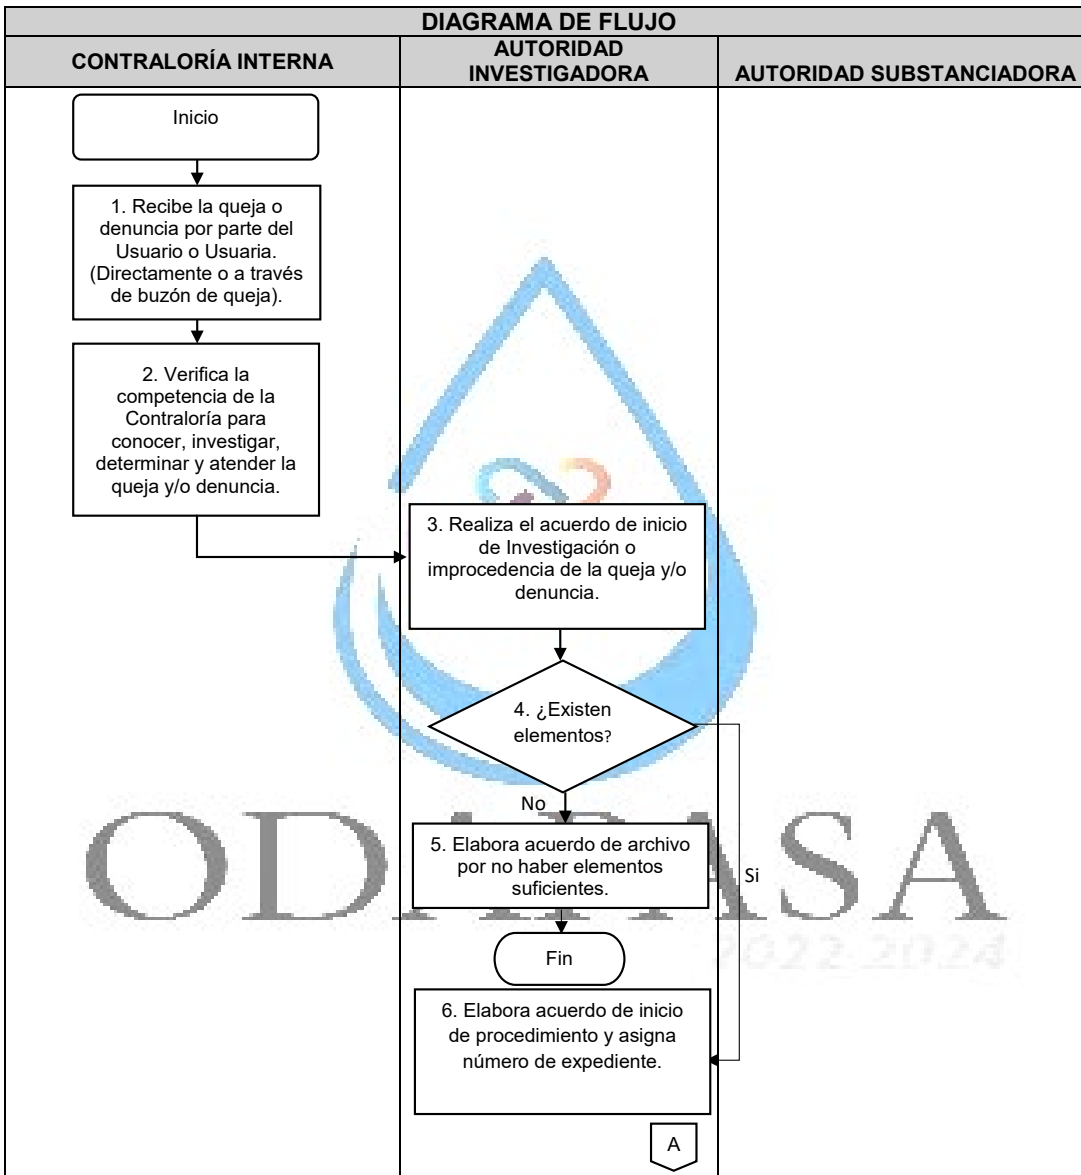 DIAGRAMA DE FLUJO
CONTRALORÍA INTERNA
AUTORIDAD
INVESTIGADORA
AUTORIDAD SUBSTANCIADORA
Inicio
1. Recibe la queja o
denuncia por parte del
Usuario o Usuaria.
(Directamente o a través
de buzón de queja).
2. Verifica la
competencia de la
Contraloría para
conocer, investigar,
determinar y atender la
queja y/o denuncia.
3. Realiza el acuerdo de inicio
de Investigación o
improcedencia de la queja y/o
denuncia.
4. ¿Existen
elementos?
No
5. Elabora acuerdo de archivo
por no haber elementos
suficientes.
Si
Fin
6. Elabora acuerdo de inicio
de procedimiento y asigna
número de expediente.
A
ODAPASA
2022-2024